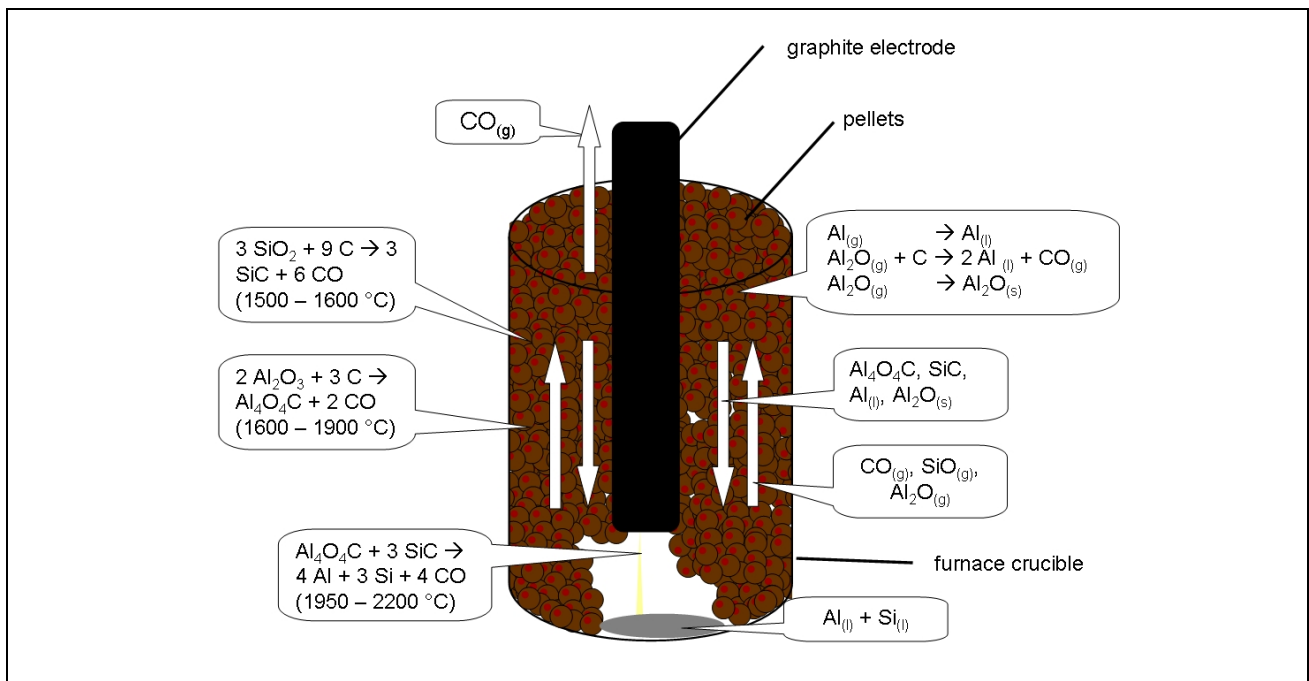 graphite electrode
CO(g)
pellets
3 SiO₂ + 9 C → 3
SiC + 6 CO
(1500 – 1600 °C)
Al(g) → Al(l)
Al₂O(g) + C → 2 Al (l) + CO(g)
Al₂O(g) → Al₂O(s)
2 Al₂O₃ + 3 C →
Al₄O₄C + 2 CO
(1600 – 1900 °C)
Al₄O₄C, SiC,
Al(l), Al₂O(s)
CO(g), SiO(g),
Al₂O(g)
Al₄O₄C + 3 SiC →
4 Al + 3 Si + 4 CO
(1950 – 2200 °C)
furnace crucible
Al(l) + Si(l)